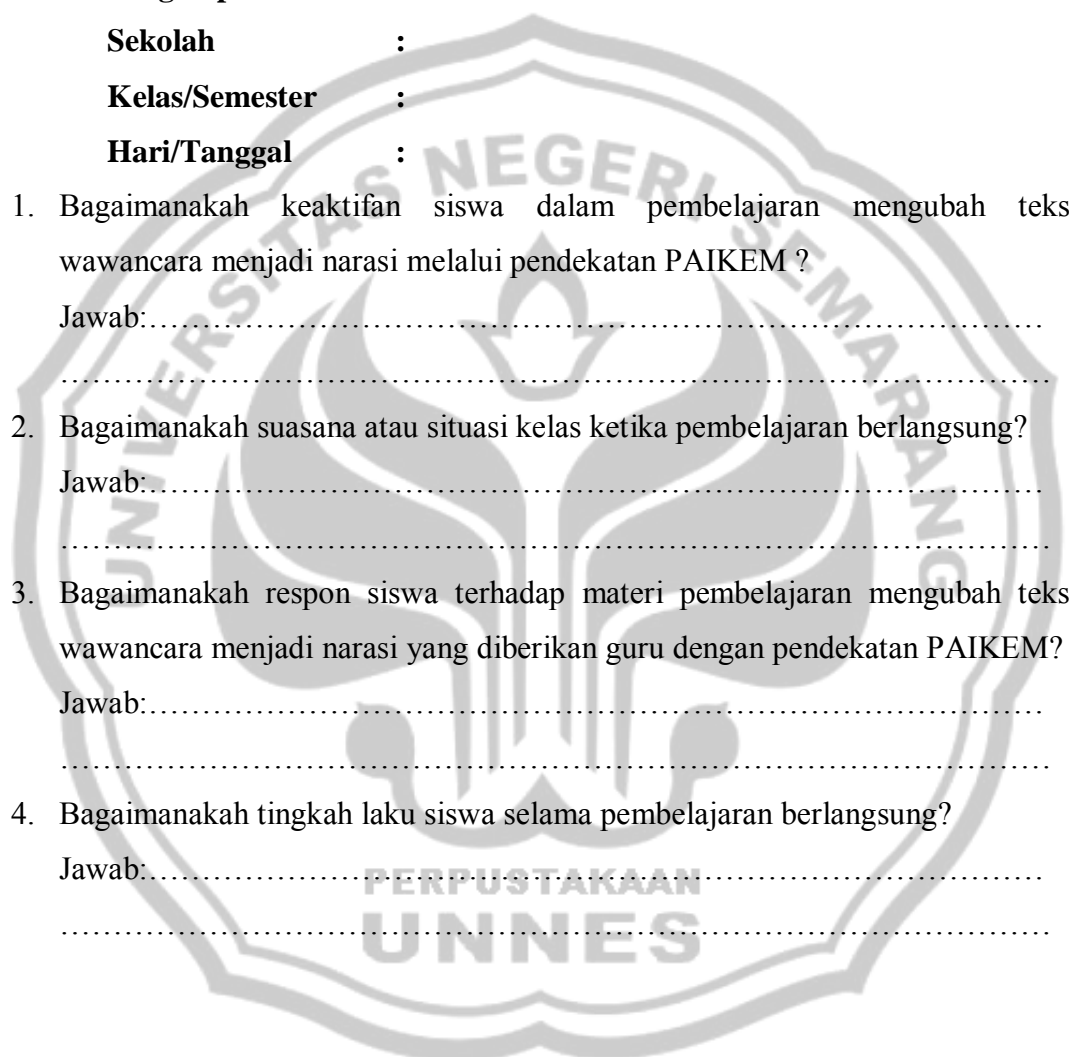 Sekolah :
Kelas/Semester :
Hari/Tanggal :
1. Bagaimanakah keaktifan siswa dalam pembelajaran mengubah teks
wawancara menjadi narasi melalui pendekatan PAIKEM ?
Jawab:……………………………………………………………………………
……………………………………………………………………………………
2. Bagaimanakah suasana atau situasi kelas ketika pembelajaran berlangsung?
Jawab:……………………………………………………………………………
……………………………………………………………………………………
3. Bagaimanakah respon siswa terhadap materi pembelajaran mengubah teks
wawancara menjadi narasi yang diberikan guru dengan pendekatan PAIKEM?
Jawab:……………………………………………………………………………
……………………………………………………………………………………
4. Bagaimanakah tingkah laku siswa selama pembelajaran berlangsung?
Jawab:……………………………………………………………………………
……………………………………………………………………………………
UNIVERSITAS NEGERI SEMARANG
PERPUSTAKAAN
UNNES